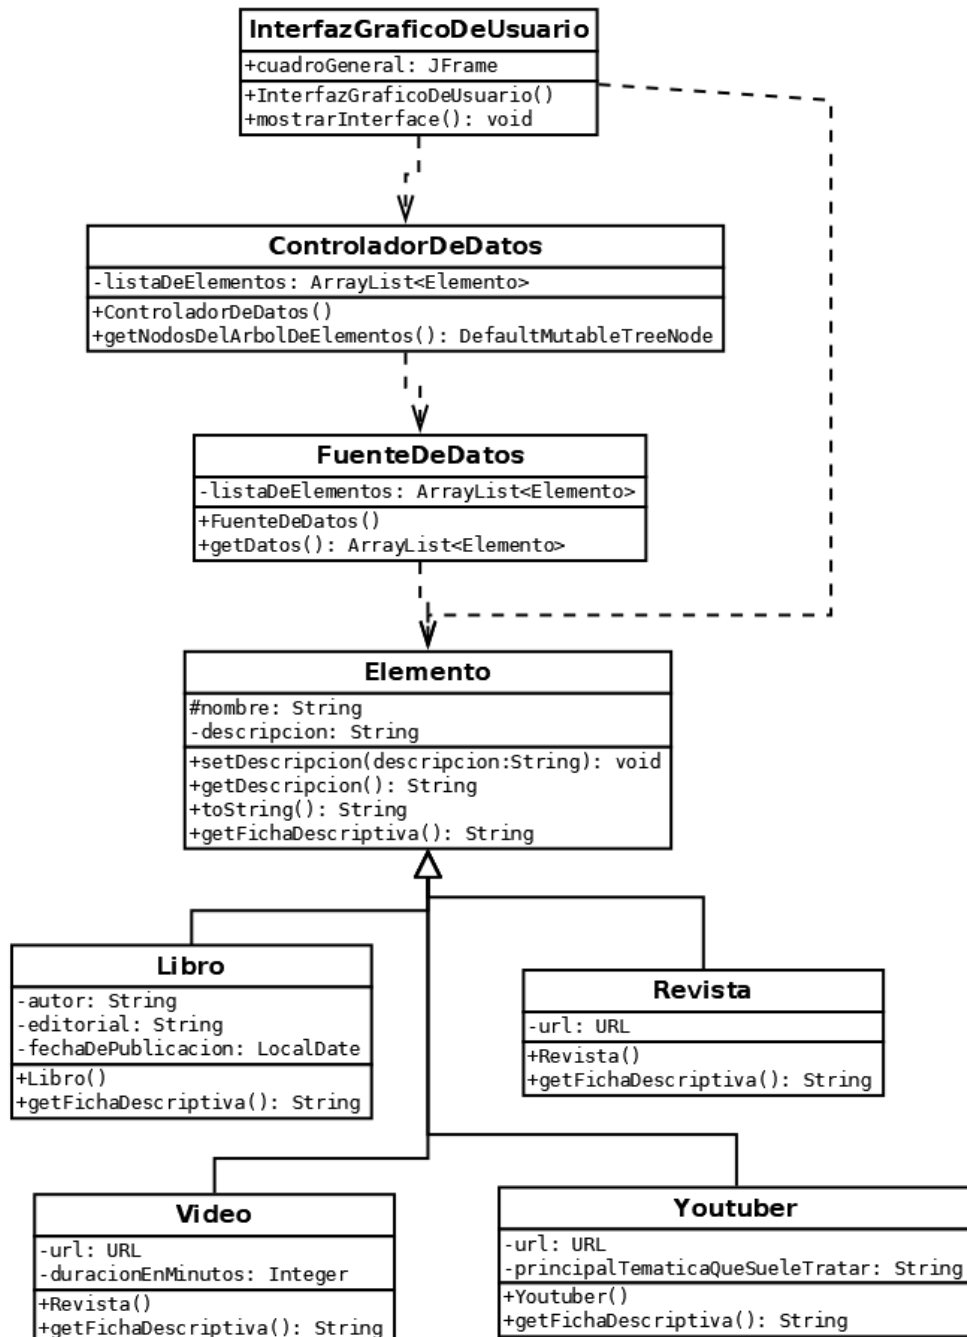 InterfazGraficoDeUsuario
+cuadroGeneral: JFrame
+InterfazGraficoDeUsuario()
+mostrarInterface(): void
ControladorDeDatos
-listaDeElementos: ArrayList<Elemento>
+ControladorDeDatos()
+getNodosDelArbolDeElementos(): DefaultMutableTreeNode
FuenteDeDatos
-listaDeElementos: ArrayList<Elemento>
+FuenteDeDatos()
+getDatos(): ArrayList<Elemento>
Elemento
#nombre: String
-descripcion: String
+setDescripcion(descripcion:String): void
+getDescripcion(): String
+toString(): String
+getFichaDescriptiva(): String
Libro
-autor: String
-editorial: String
-fechaDePublicacion: LocalDate
+Libro()
+getFichaDescriptiva(): String
Revista
-url: URL
+Revista()
+getFichaDescriptiva(): String
Video
-url: URL
-duracionEnMinutos: Integer
+Revista()
+getFichaDescriptiva(): String
Youtuber
-url: URL
-principalTematicaQueSueleTratar: String
+Youtuber()
+getFichaDescriptiva(): String